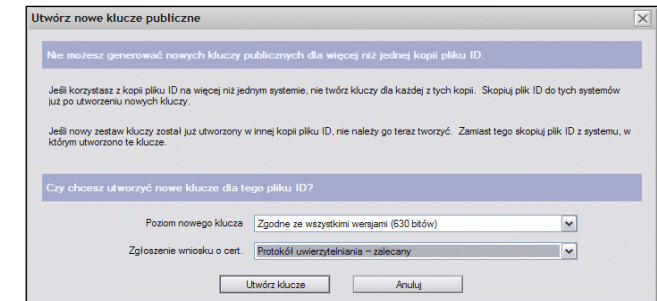 Utwórz nowe klucze publiczne
Nie możesz generować nowych kluczy publicznych dla więcej niż jednej kopii pliku ID.
Jeśli korzystasz z kopii pliku ID na więcej niż jednym systemie, nie twórz kluczy dla każdej z tych kopii. Skopiuj plik ID do tych systemów
już po utworzeniu nowych kluczy.
Jeśli nowy zestaw kluczy został już utworzony w innej kopii pliku ID, nie należy go teraz tworzyć. Zamiast tego skopiuj plik ID z systemu, w
którym utworzono te klucze.
Czy chcesz utworzyć nowe klucze dla tego pliku ID?
Poziom nowego klucza Zgodne ze wszystkimi wersjami (630 bitów)
Zgłoszenie wniosku o cert. Protokół uwierzytelniania – zalecany
Utwórz klucze Anuluj